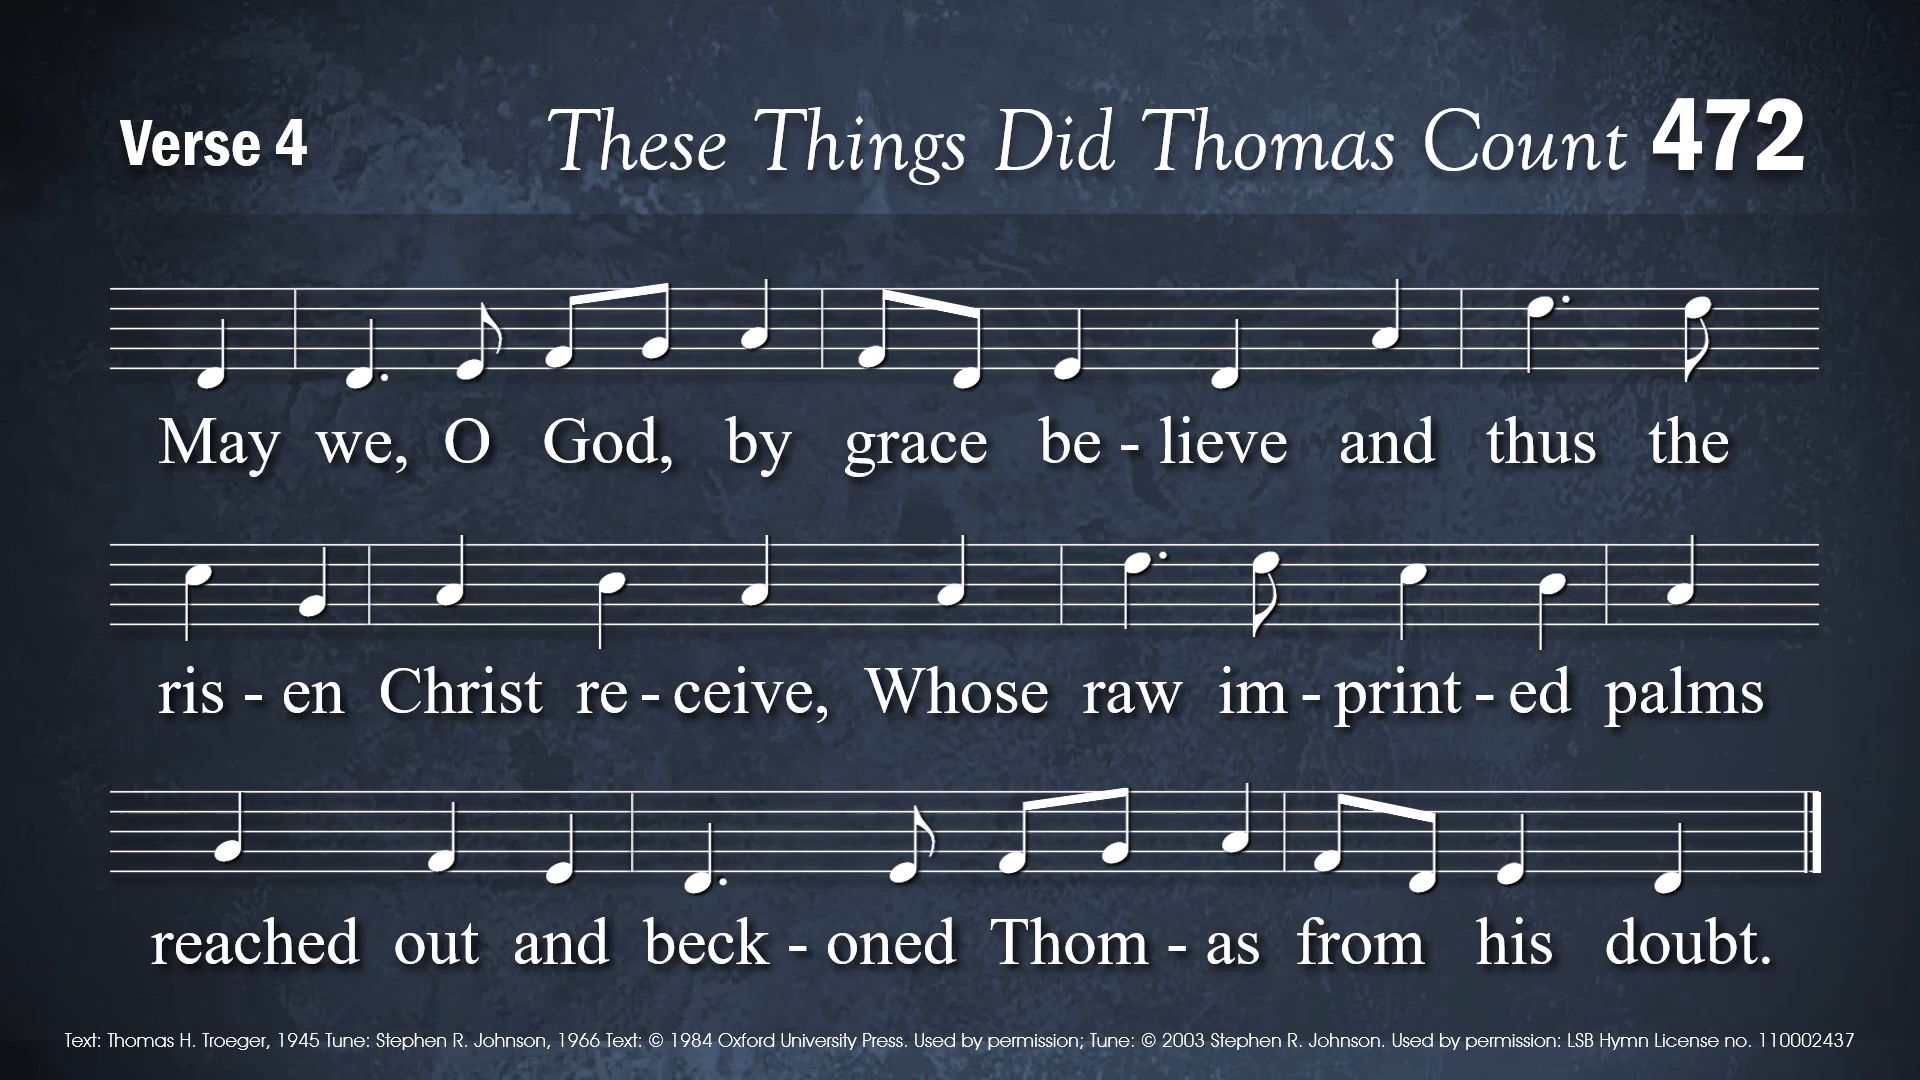 Verse 4 These Things Did Thomas Count 472
May we, O God, by grace be - lieve and thus the
ris - en Christ re - ceive, Whose raw im - print - ed palms
reached out and beck - oned Thom - as from his doubt.
Text: Thomas H. Troeger, 1945 Tune: Stephen R. Johnson, 1966 Text: © 1984 Oxford University Press. Used by permission; Tune: © 2003 Stephen R. Johnson. Used by permission: LSB Hymn License no. 110002437